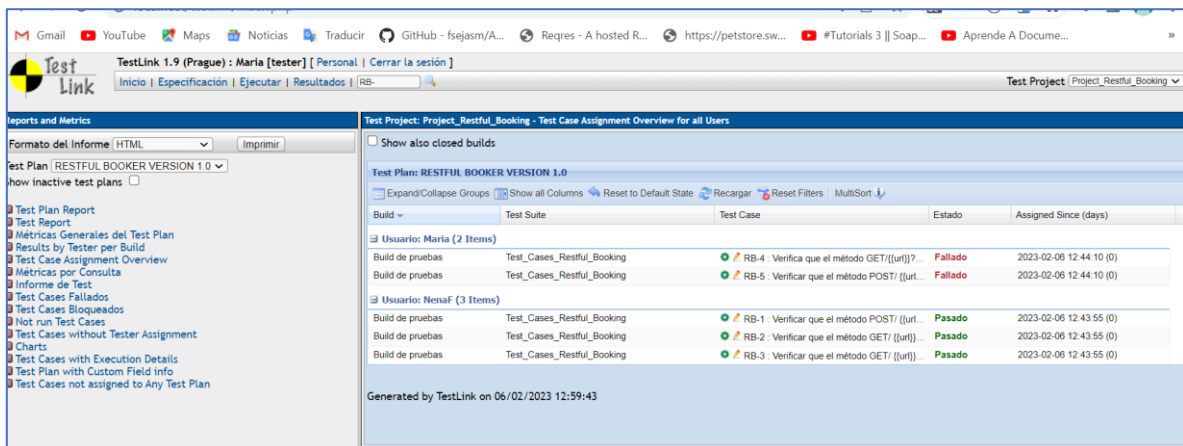 Gmail YouTube Maps Noticias Traducir GitHub - fsejasm/A... Reqres - A hosted R... https://petstore.sw... #Tutorials 3 || Soap... Aprende A Docume... »
Test Link
TestLink 1.9 (Prague) : Maria [tester] [ Personal | Cerrar la sesión ]
Inicio | Especificación | Ejecutar | Resultados | RB-
Test Project Project_Restful_Booking
Reports and Metrics
Formato del Informe HTML Imprimir
Test Plan RESTFUL BOOKER VERSION 1.0
Show inactive test plans
Test Plan Report
Test Report
Métricas Generales del Test Plan
Results by Tester per Build
Test Case Assignment Overview
Métricas por Consulta
Informe de Test
Test Cases Fallados
Test Cases Bloqueados
Not run Test Cases
Test Cases without Tester Assignment
Charts
Test Cases with Execution Details
Test Plan with Custom Field info
Test Cases not assigned to Any Test Plan
Test Project: Project_Restful_Booking - Test Case Assignment Overview for all Users
Show also closed builds
Test Plan: RESTFUL BOOKER VERSION 1.0
Expand/Collapse Groups Show all Columns Reset to Default State Recargar Reset Filters MultiSort
Build Test Suite Test Case Estado Assigned Since (days)
Usuario: Maria (2 Items)
Build de pruebas Test_Cases_Restful_Booking RB-4 : Verifica que el método GET/{{url}}?... Fallado 2023-02-06 12:44:10 (0)
Build de pruebas Test_Cases_Restful_Booking RB-5 : Verificar que el método POST/ {{url... Fallado 2023-02-06 12:44:10 (0)
Usuario: NenaF (3 Items)
Build de pruebas Test_Cases_Restful_Booking RB-1 : Verificar que el método POST/ {{url... Pasado 2023-02-06 12:43:55 (0)
Build de pruebas Test_Cases_Restful_Booking RB-2 : Verificar que el método GET/ {{url}}... Pasado 2023-02-06 12:43:55 (0)
Build de pruebas Test_Cases_Restful_Booking RB-3 : Verificar que el método GET/ {{url}}... Pasado 2023-02-06 12:43:55 (0)
Generated by TestLink on 06/02/2023 12:59:43